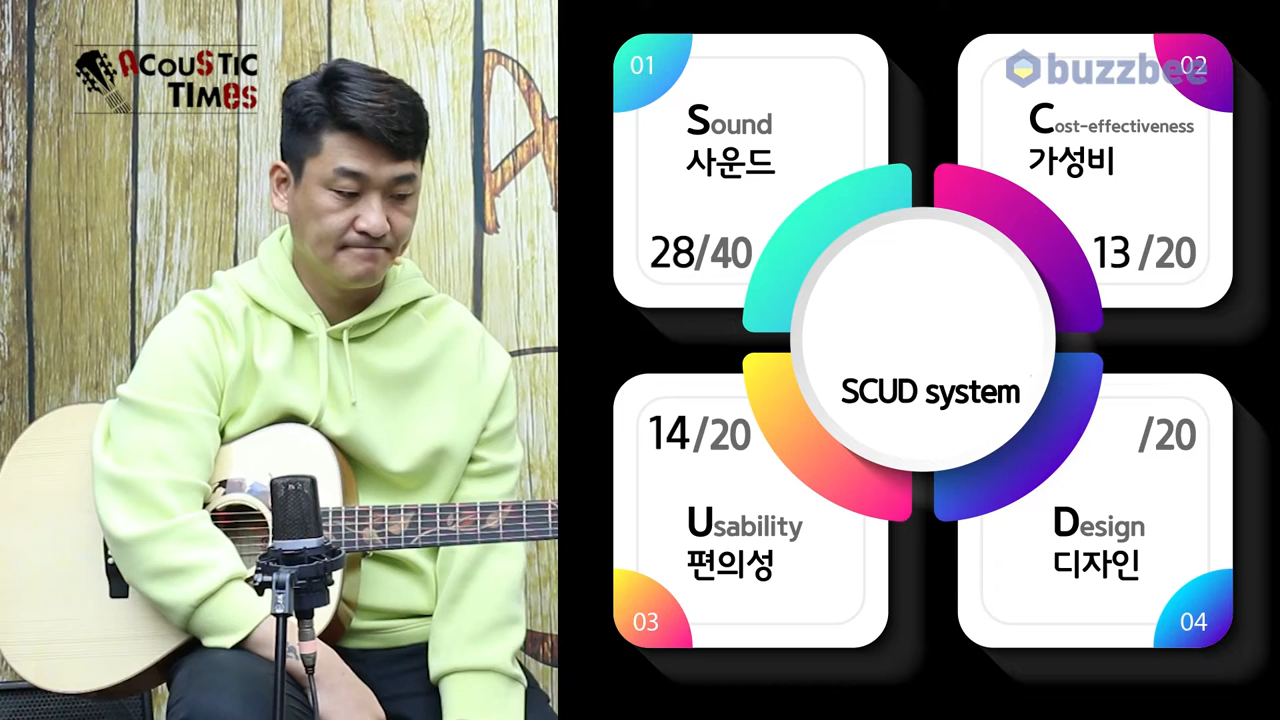 ACOUSTIC
TIMES
01
Sound
사운드
28/40
buzzbee
02
Cost-effectiveness
가성비
13/20
SCUD system
14/20
Usability
편의성
03
/20
Design
디자인
04